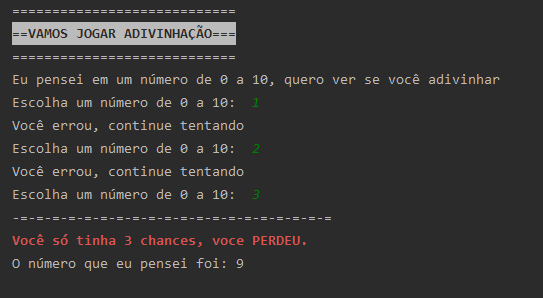 ============================
==VAMOS JOGAR ADIVINHAÇÃO===
============================
Eu pensei em um número de 0 a 10, quero ver se você adivinhar
Escolha um número de 0 a 10: 1
Você errou, continue tentando
Escolha um número de 0 a 10: 2
Você errou, continue tentando
Escolha um número de 0 a 10: 3
-=-=-=-=-=-=-=-=-=-=-=-=-=-=-=-=-=-=-=-=
Você só tinha 3 chances, voce PERDEU.
O número que eu pensei foi: 9